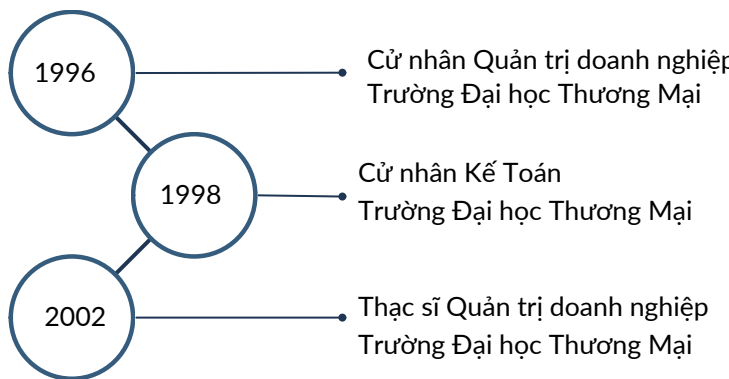 1996
Cử nhân Quản trị doanh nghiệp
Trường Đại học Thương Mại
1998
Cử nhân Kế Toán
Trường Đại học Thương Mại
2002
Thạc sĩ Quản trị doanh nghiệp
Trường Đại học Thương Mại